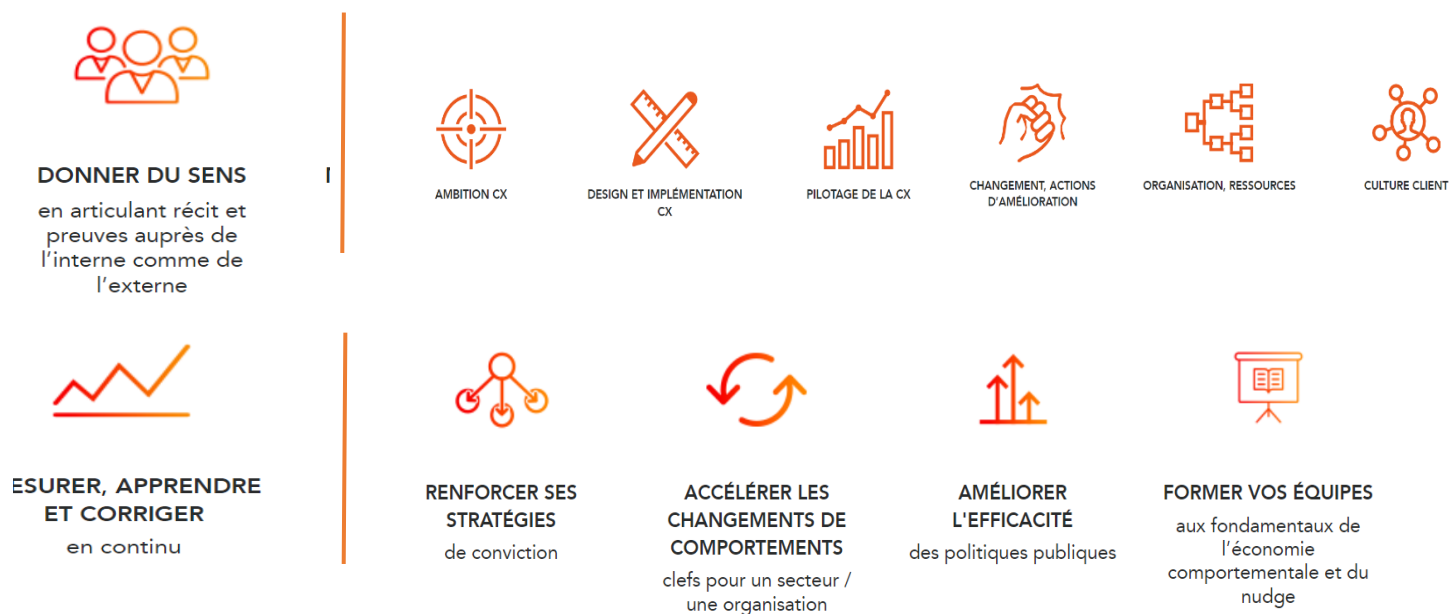 DONNER DU SENS
en articulant récit et
preuves auprès de
l'interne comme de
l'externe
AMBITION CX
DESIGN ET IMPLÉMENTATION
CX
PILOTAGE DE LA CX
CHANGEMENT, ACTIONS
D'AMÉLIORATION
ORGANISATION, RESSOURCES
CULTURE CLIENT
ESURER, APPRENDRE
ET CORRIGER
en continu
RENFORCER SES
STRATÉGIES
de conviction
ACCÉLÉRER LES
CHANGEMENTS DE
COMPORTEMENTS
clefs pour un secteur /
une organisation
AMÉLIORER
L'EFFICACITÉ
des politiques publiques
FORMER VOS ÉQUIPES
aux fondamentaux de
l'économie
comportementale et du
nudge